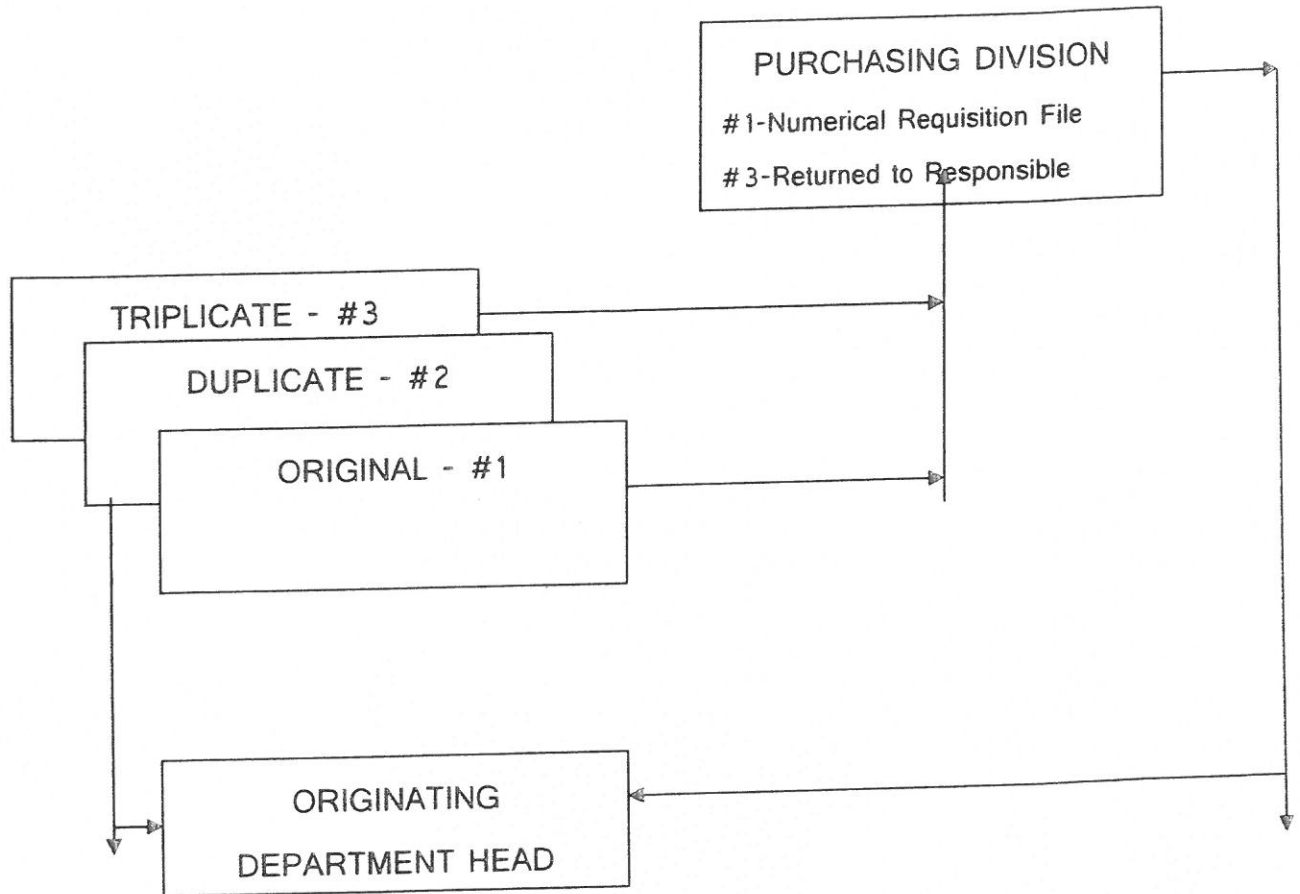 PURCHASING DIVISION
#1-Numerical Requisition File
#3-Returned to Responsible
TRIPLICATE - #3
DUPLICATE - #2
ORIGINAL - #1
ORIGINATING
DEPARTMENT HEAD